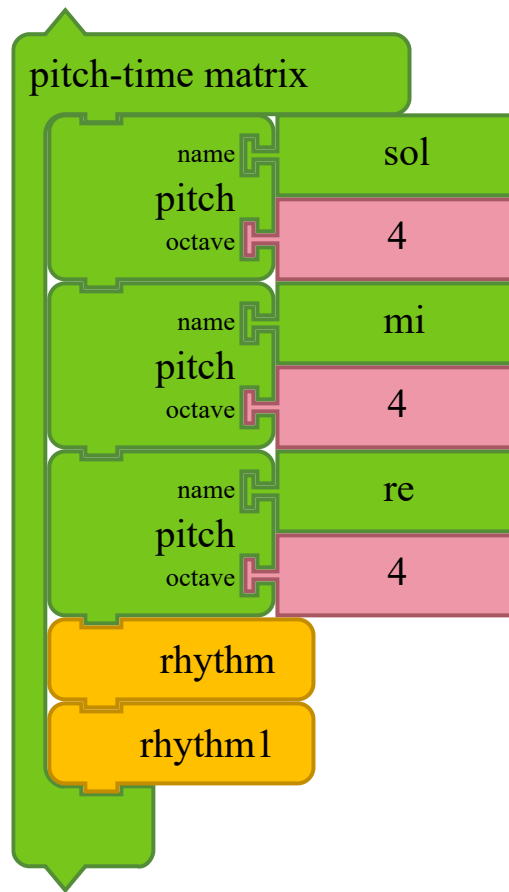 pitch-time matrix
name sol
pitch
octave 4
name mi
pitch
octave 4
name re
pitch
octave 4
rhythm
rhythm1